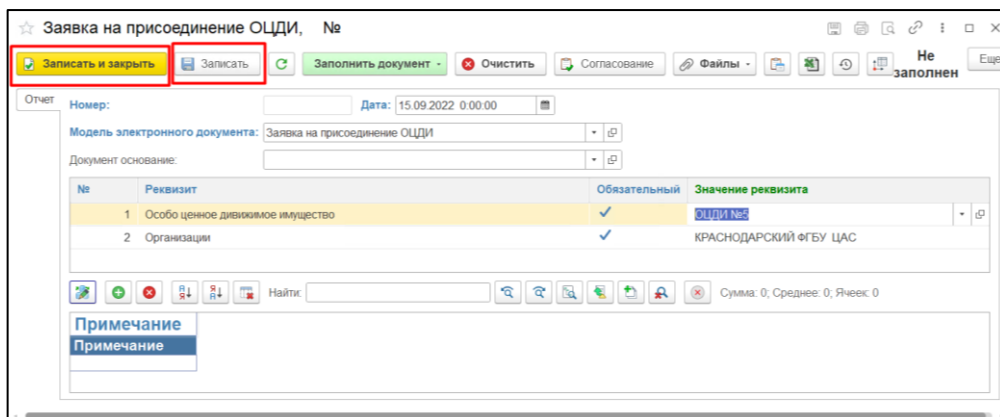 Заявка на присоединение ОЦДИ, №
Записать и закрыть Записать Заполнить документ Очистить Согласование Файлы Не заполнен Еще
Отчет
Номер: Дата: 15.09.2022 0:00:00
Модель электронного документа: Заявка на присоединение ОЦДИ
Документ основание:
№ Реквизит Обязательный Значение реквизита
1 Особо ценное дивижимое имущество ОЦДИ №5
2 Организации КРАСНОДАРСКИЙ ФГБУ ЦАС
Найти: Сумма: 0; Среднее: 0; Ячеек: 0
Примечание
Примечание